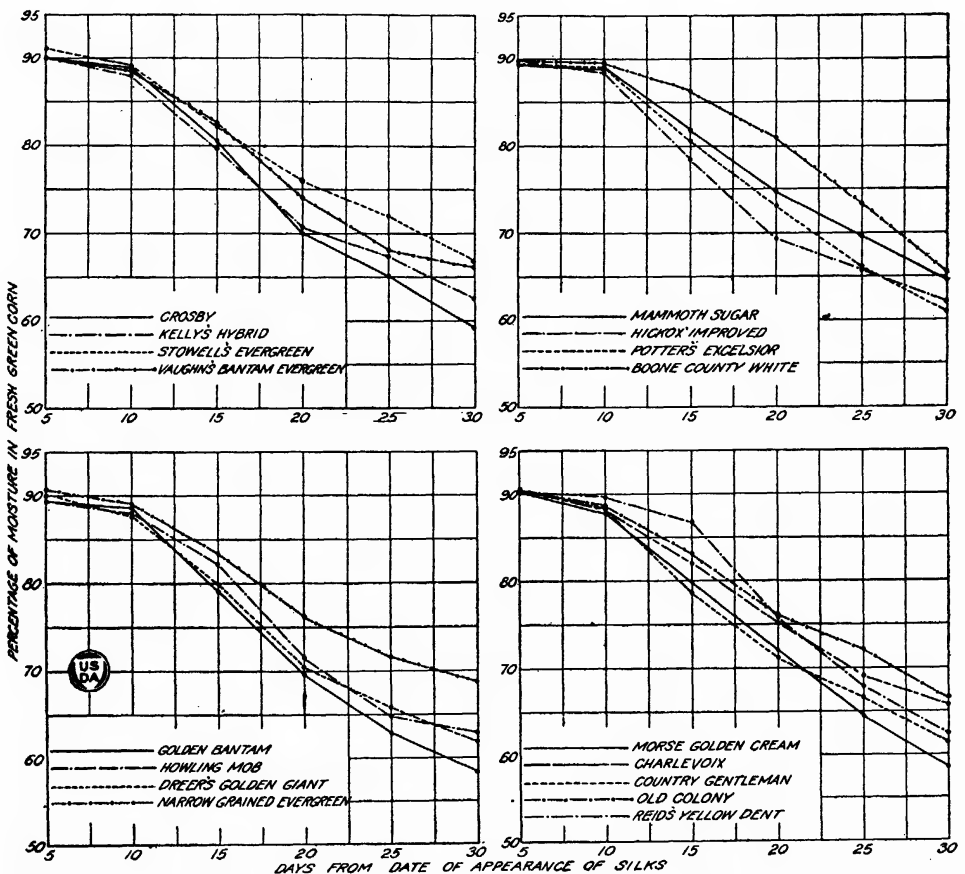 PERCENTAGE OF MOISTURE IN FRESH GREEN CORN
95
90
80
70
60
50
CROSBY
KELLY'S HYBRID
STOWELL'S EVERGREEN
VAUGHN'S BANTAM EVERGREEN
5 10 15 20 25 30
95
90
80
70
60
50
MAMMOTH SUGAR
HICKOX IMPROVED
POTTER'S EXCELSIOR
BOONE COUNTY WHITE
5 10 15 20 25 30
95
90
80
70
60
50
US
DA
GOLDEN BANTAM
HOWLING MOB
DREER'S GOLDEN GIANT
NARROW GRAINED EVERGREEN
5 10 15 20 25 30
95
90
80
70
60
50
MORSE GOLDEN CREAM
CHARLEVOIX
COUNTRY GENTLEMAN
OLD COLONY
REID'S YELLOW DENT
5 10 15 20 25 30
DAYS FROM DATE OF APPEARANCE OF SILKS